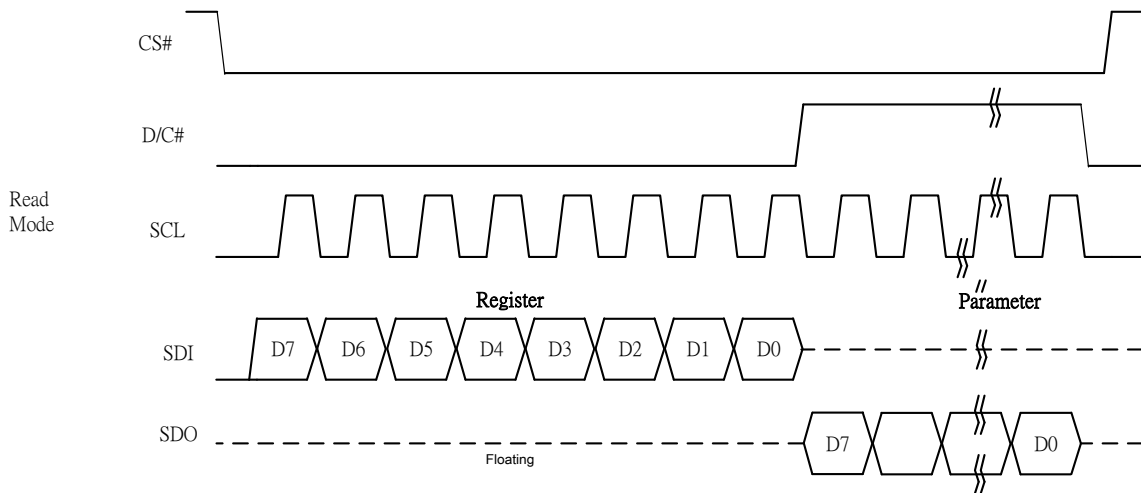 CS#
D/C#
Read
Mode
SCL
Register
Parameter
SDI
D7 D6 D5 D4 D3 D2 D1 D0
SDO
D7 D0
Floating